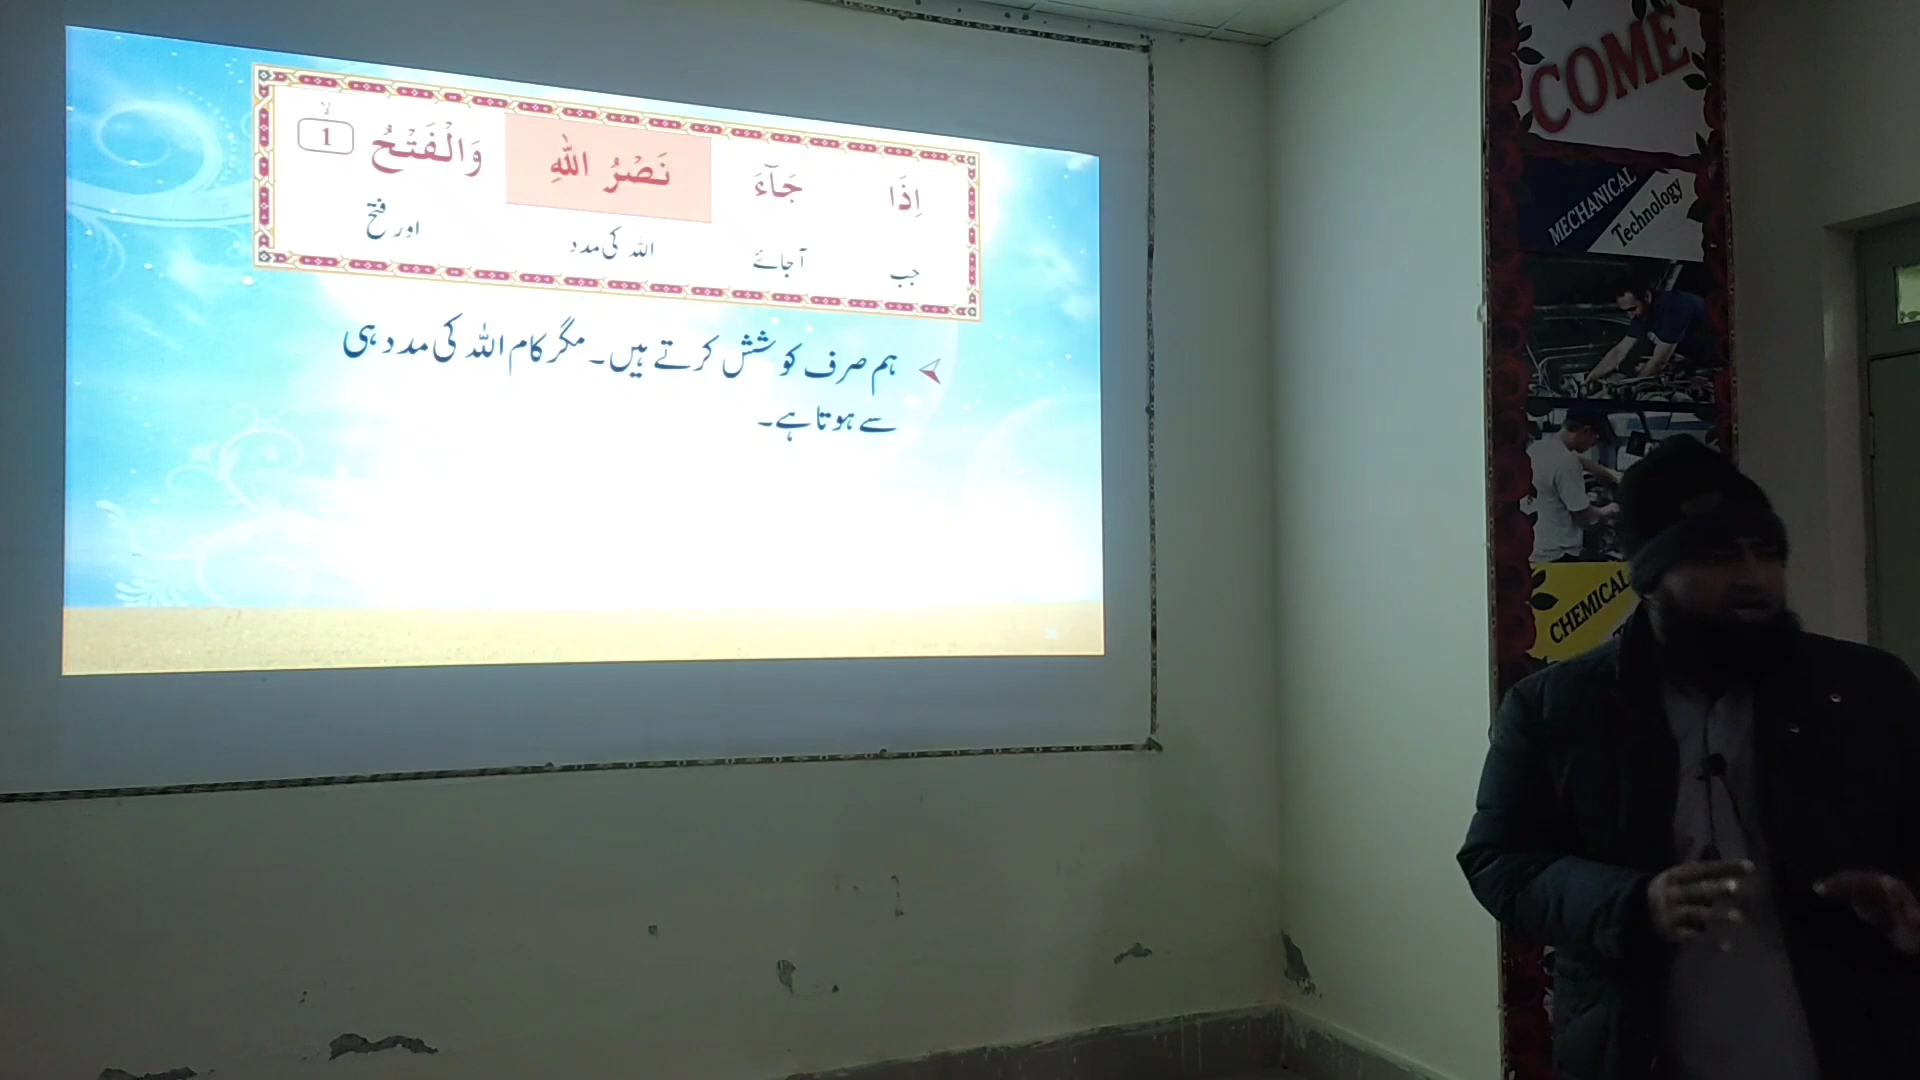 اِذَا جَآءَ نَصْرُ اللّٰهِ وَالْفَتْحُ 1 ۙ
جب آجائے اللہ کی مدد اور فتح
ہم صرف کوشش کرتے ہیں۔ مگر کام اللہ کی مدد ہی
سے ہوتا ہے۔
COME
MECHANICAL
Technology
CHEMICAL